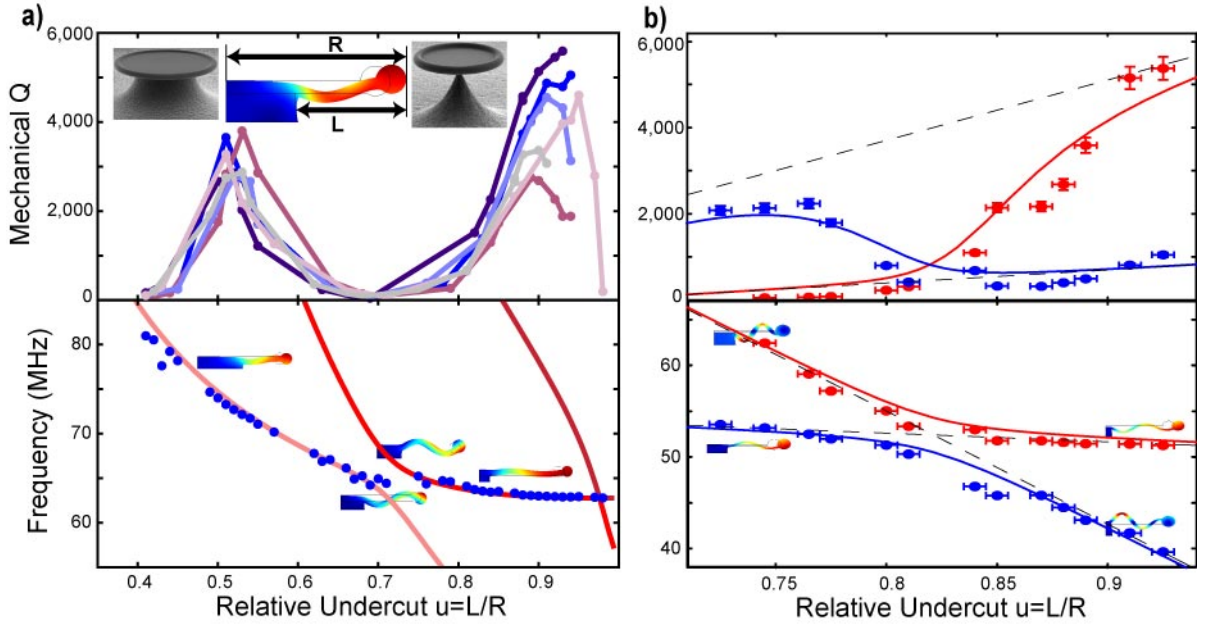 a)
b)
6,000
4,000
2,000
0
Mechanical Q
R
L
6,000
4,000
2,000
0
80
70
60
Frequency (MHz)
60
50
40
0.4 0.5 0.6 0.7 0.8 0.9
Relative Undercut u=L/R
0.75 0.8 0.85 0.9
Relative Undercut u=L/R